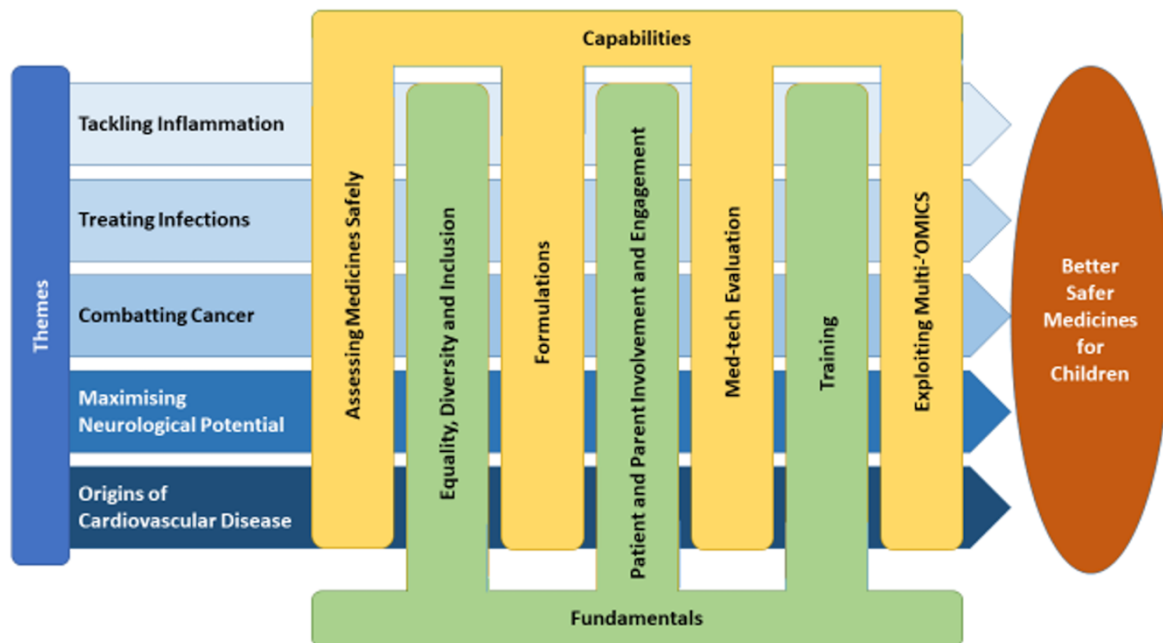 Capabilities
Themes
Tackling Inflammation
Treating Infections
Combatting Cancer
Maximising
Neurological Potential
Origins of
Cardiovascular Disease
Assessing Medicines Safely
Equality, Diversity and Inclusion
Formulations
Patient and Parent Involvement and Engagement
Med-tech Evaluation
Training
Exploiting Multi-'OMICS
Better
Safer
Medicines
for
Children
Fundamentals